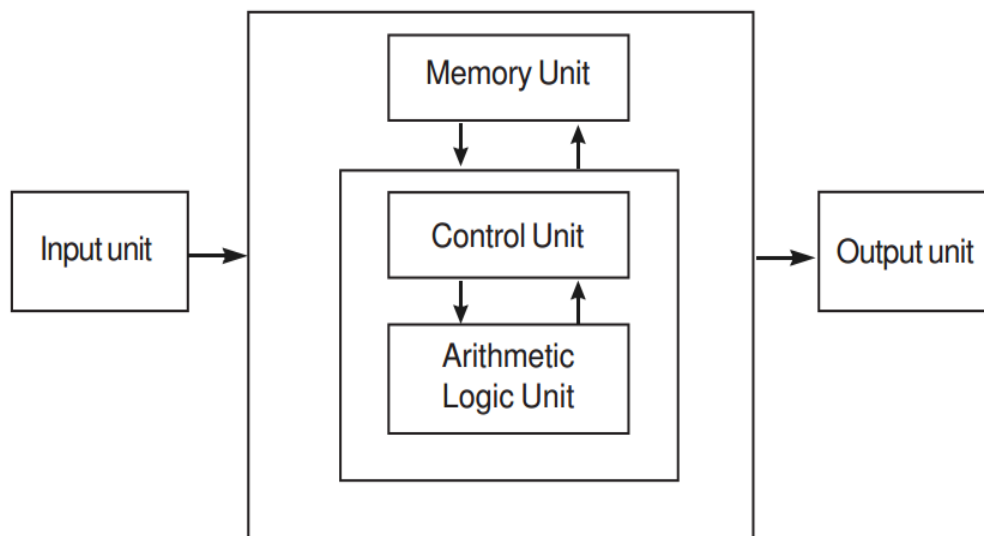 Memory Unit
Input unit
Control Unit
Output unit
Arithmetic
Logic Unit